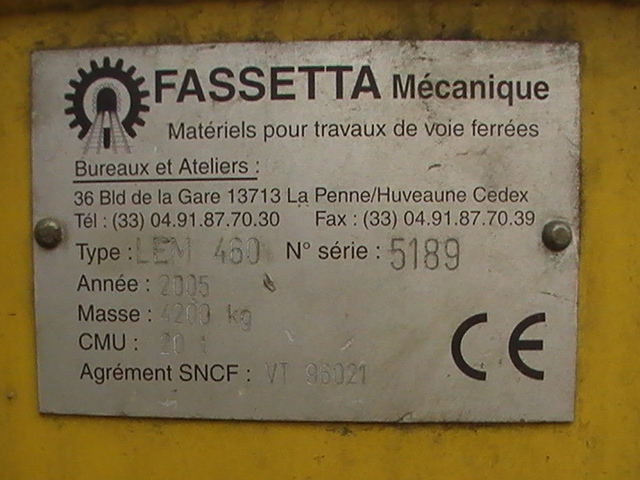 FASSETTA Mécanique
Matériels pour travaux de voie ferrées
Bureaux et Ateliers :
36 Bld de la Gare 13713 La Penne/Huveaune Cedex
Tél : (33) 04.91.87.70.30 Fax : (33) 04.91.87.70.39
Type : LEM 460 N° série : 5189
Année : 2005
Masse : 4200 kg
CMU : 20 t
Agrément SNCF : VT 96021
CE